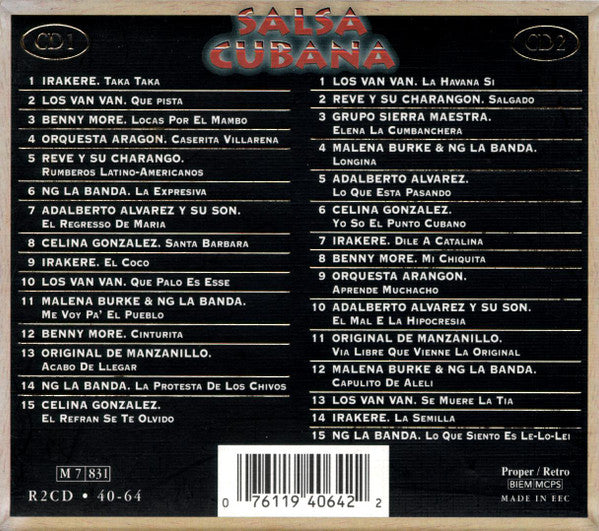 SALSA
CUBANA
CD1
1 IRAKERE. TAKA TAKA
2 LOS VAN VAN. QUE PISTA
3 BENNY MORE. LOCAS POR EL MAMBO
4 ORQUESTA ARAGON. CASERITA VILLARENA
5 REVE Y SU CHARANGO.
RUMBEROS LATINO-AMERICANOS
6 NG LA BANDA. LA EXPRESIVA
7 ADALBERTO ALVAREZ Y SU SON.
EL REGRESSO DE MARIA
8 CELINA GONZALEZ. SANTA BARBARA
9 IRAKERE. EL COCO
10 LOS VAN VAN. QUE PALO ES ESSE
11 MALENA BURKE & NG LA BANDA.
ME VOY PA' EL PUEBLO
12 BENNY MORE. CINTURITA
13 ORIGINAL DE MANZANILLO.
ACABO DE LLEGAR
14 NG LA BANDA. LA PROTESTA DE LOS CHIVOS
15 CELINA GONZALEZ.
EL REFRAN SE TE OLVIDO
CD2
1 LOS VAN VAN. LA HAVANA SI
2 REVE Y SU CHARANGON. SALGADO
3 GRUPO SIERRA MAESTRA.
ELENA LA CUMBANCHERA
4 MALENA BURKE & NG LA BANDA.
LONGINA
5 ADALBERTO ALVAREZ.
LO QUE ESTA PASANDO
6 CELINA GONZALEZ.
YO SO EL PUNTO CUBANO
7 IRAKERE. DILE A CATALINA
8 BENNY MORE. MI CHIQUITA
9 ORQUESTA ARANGON.
APRENDE MUCHACHO
10 ADALBERTO ALVAREZ Y SU SON.
EL MAL E LA HIPOCRESIA
11 ORIGINAL DE MANZANILLO.
VIA LIBRE QUE VIENNE LA ORIGINAL
12 MALENA BURKE & NG LA BANDA.
CAPULITO DE ALELI
13 LOS VAN VAN. SE MUERE LA TIA
14 IRAKERE. LA SEMILLA
15 NG LA BANDA. LO QUE SIENTO ES LE-LO-LEI
M 7 831
R2CD • 40-64
0 76119 40642 2
Proper / Retro
BIEM MCPS
MADE IN EEC